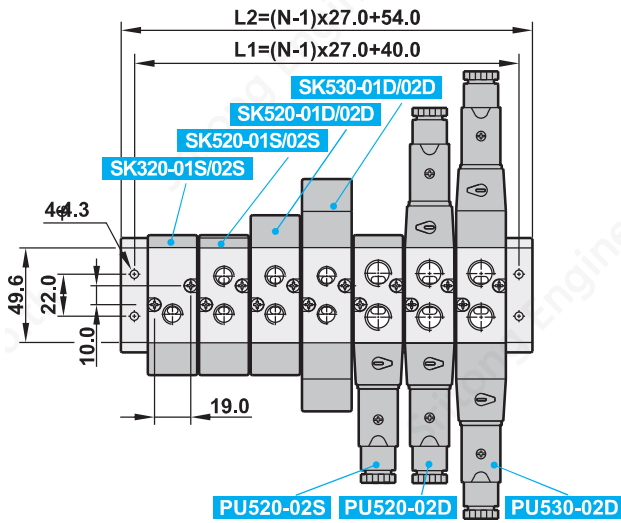 L2=(N-1)x27.0+54.0
L1=(N-1)x27.0+40.0
SK530-01D/02D
SK520-01D/02D
SK520-01S/02S
SK320-01S/02S
4-φ4.3
49.6
22.0
10.0
19.0
PU520-02S PU520-02D PU530-02D